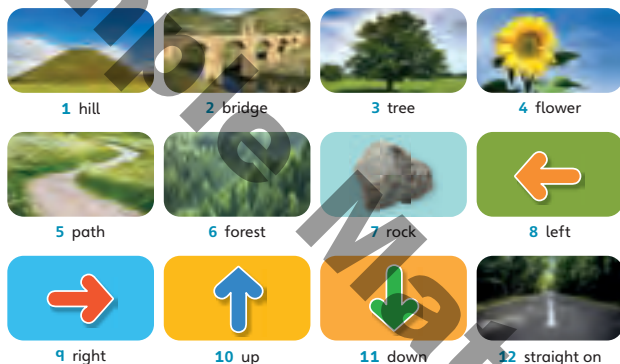 1 hill
2 bridge
3 tree
4 flower
5 path
6 forest
7 rock
8 left
9 right
10 up
11 down
12 straight on